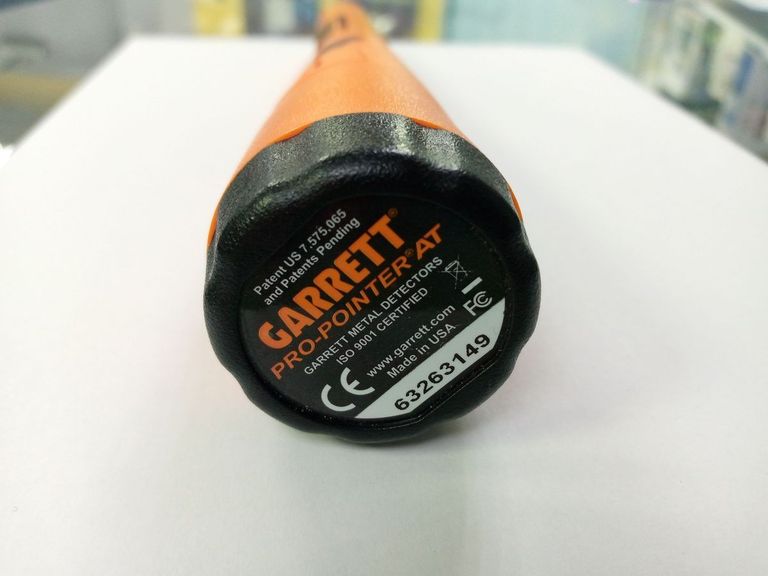 Patent US 7.575.065
and Patents Pending
GARRETT®
PRO-POINTER® AT
GARRETT METAL DETECTORS
ISO 9001 CERTIFIED
CE www.garrett.com
Made in USA
FC
63263149